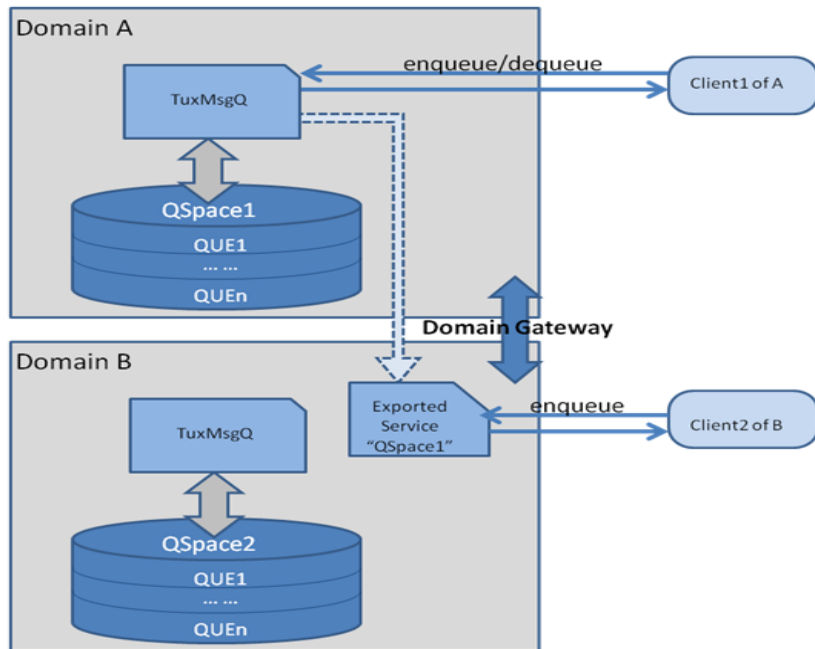 Domain A
enqueue/dequeue
Client1 of A
TuxMsgQ
QSpace1
QUE1
... ...
QUEn
Domain Gateway
Domain B
TuxMsgQ
Exported
Service
“QSpace1”
enqueue
Client2 of B
QSpace2
QUE1
... ...
QUEn